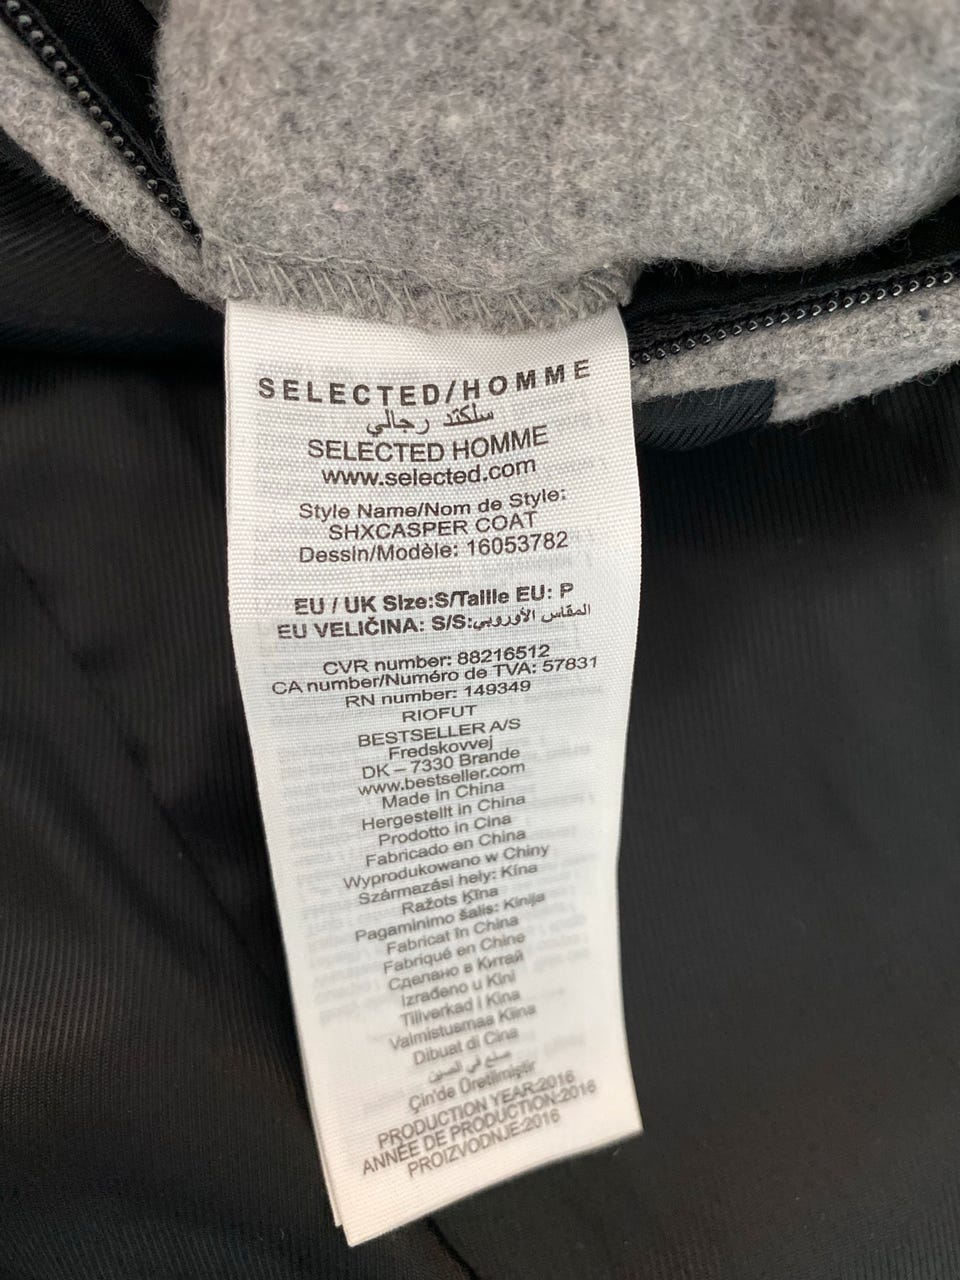 SELECTED/HOMME
سلكتد رجالي
SELECTED HOMME
www.selected.com
Style Name/Nom de Style:
SHXCASPER COAT
Dessin/Modèle: 16053782
EU / UK Size:S/Taille EU: P
EU VELIČINA: S/S:المقاس الأوروبي
CVR number: 88216512
CA number/Numéro de TVA: 57831
RN number: 149349
RIOFUT
BESTSELLER A/S
Fredskovvej
DK – 7330 Brande
www.bestseller.com
Made in China
Hergestellt in China
Prodotto in Cina
Fabricado en China
Wyprodukowano w Chiny
Származási hely: Kína
Ražots Ķīna
Pagaminimo šalis: Kinija
Fabricat în China
Fabriqué en Chine
Сделано в Китай
Izrađeno u Kini
Tillverkad i Kina
Valmistusmaa Kiina
Dibuat di Cina
صنع في الصين
Çin'de Üretilmiştir
PRODUCTION YEAR:2016
ANNÉE DE PRODUCTION:2016
PROIZVODNJE:2016